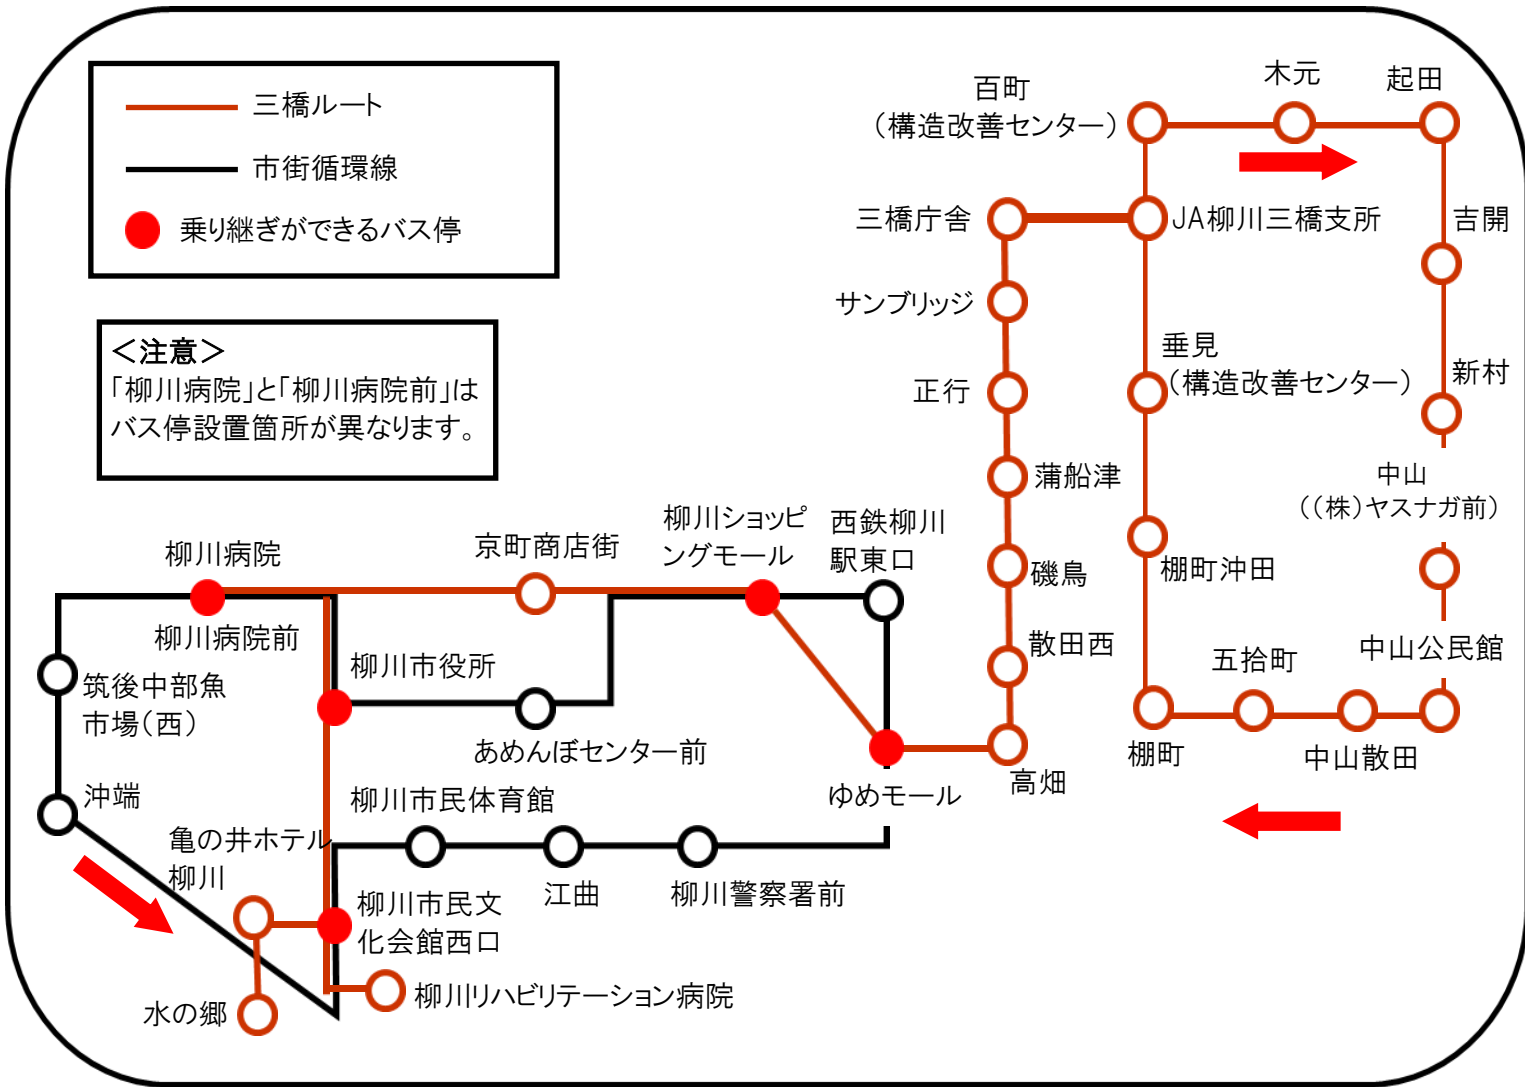 三橋ルート
市街循環線
乗り継ぎができるバス停
＜注意＞
「柳川病院」と「柳川病院前」は
バス停設置箇所が異なります。
百町
（構造改善センター）
木元
起田
三橋庁舎
JA柳川三橋支所
吉開
サンブリッジ
垂見
（構造改善センター）
新村
正行
蒲船津
中山
（（株）ヤスナガ前）
柳川ショッピ
ングモール
西鉄柳川
駅東口
京町商店街
柳川病院
磯鳥
棚町沖田
柳川病院前
柳川市役所
散田西
五拾町
中山公民館
筑後中部魚
市場（西）
あめんぼセンター前
棚町
中山散田
高畑
ゆめモール
沖端
柳川市民体育館
亀の井ホテル
柳川
江曲
柳川警察署前
柳川市民文
化会館西口
水の郷
柳川リハビリテーション病院